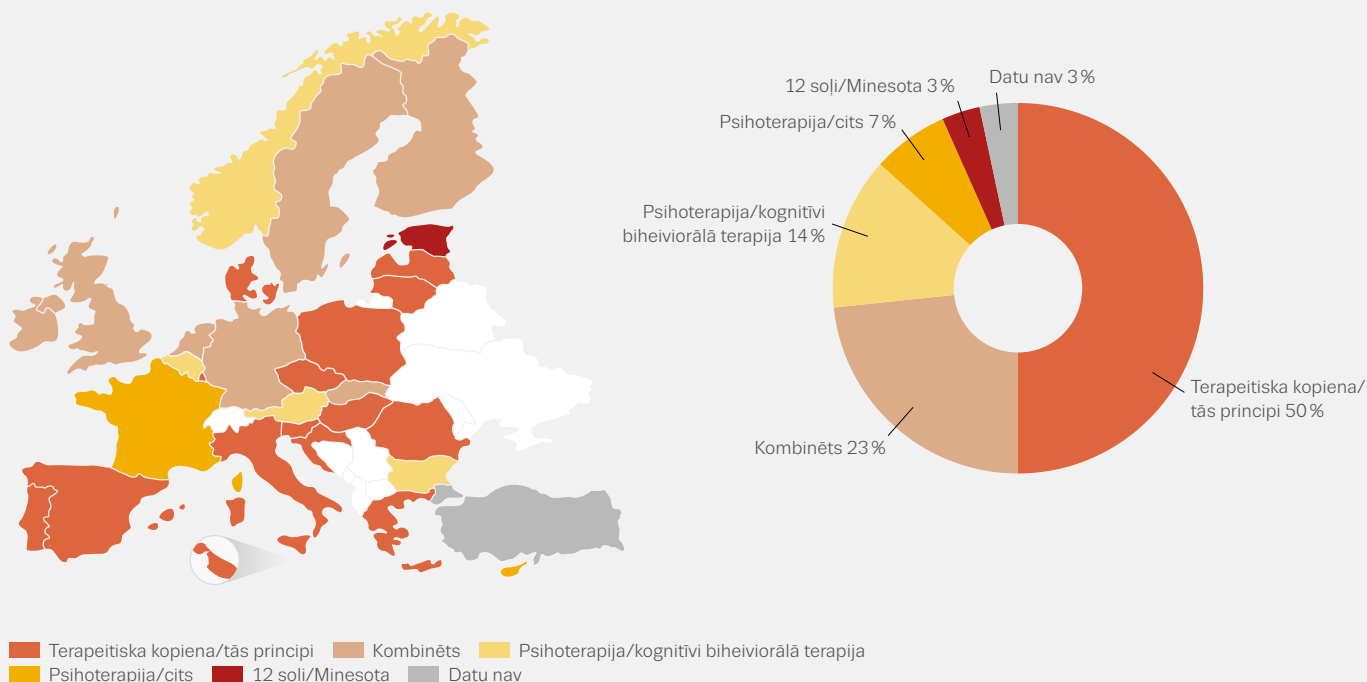 12 soļi/Minesota 3 %
Datu nav 3 %
Psihoterapija/cits 7 %
Psihoterapija/kognitīvi
biheiviorālā terapija 14 %
Terapeitiska kopiena/
tās principi 50 %
Kombinēts 23 %
Terapeitiska kopiena/tās principi
Kombinēts
Psihoterapija/kognitīvi biheiviorālā terapija
Psihoterapija/cits
12 soļi/Minesota
Datu nav